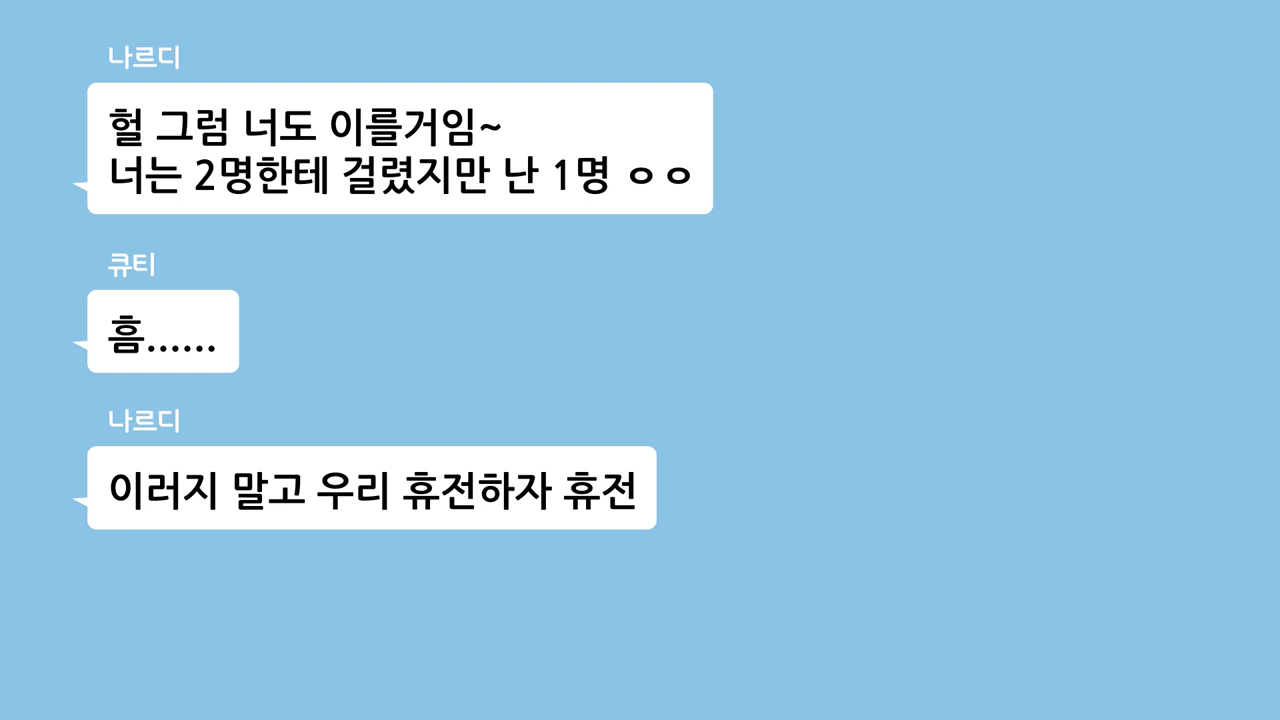 나르디
헐 그럼 너도 이를거임~
너는 2명한테 걸렸지만 난 1명 ㅇㅇ
큐티
흠......
나르디
이러지 말고 우리 휴전하자 휴전